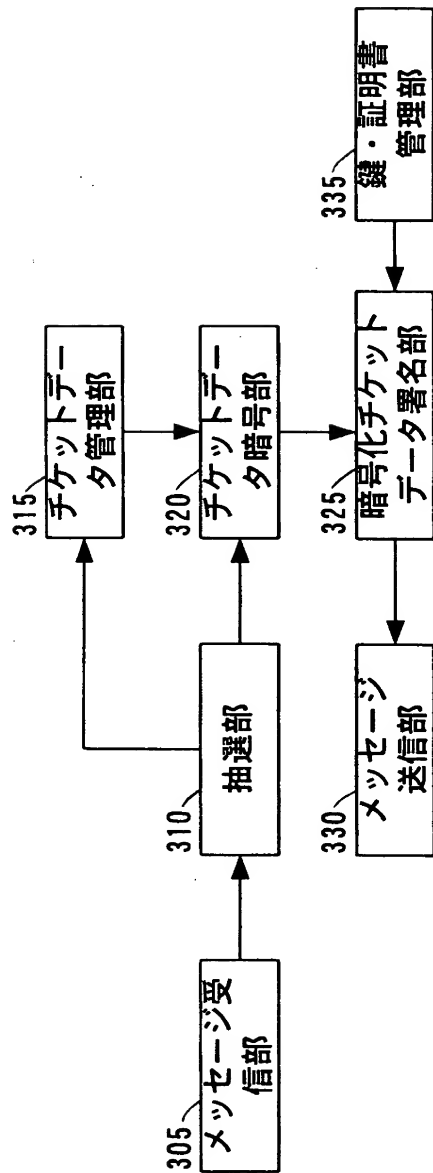 305
メッセージ受
信部
310
抽選部
315
チケットデー
タ管理部
320
チケットデー
タ暗号部
325
暗号化チケット
データ署名部
330
メッセージ
送信部
335
鍵・証明書
管理部